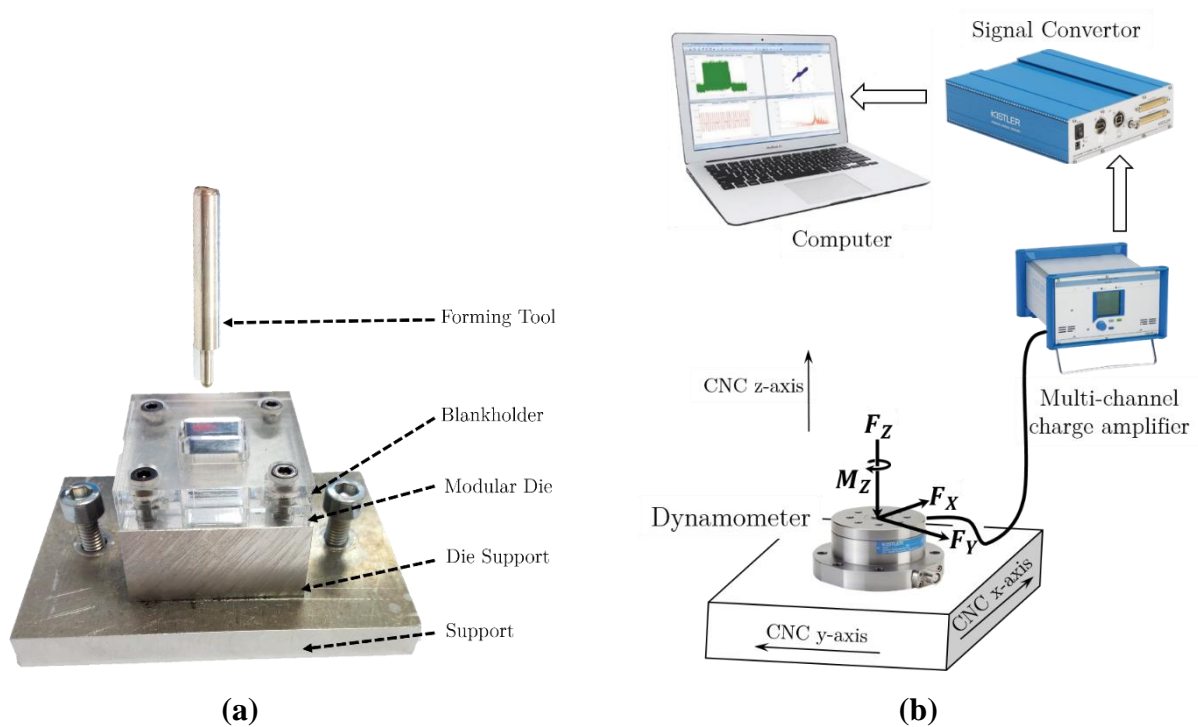 Forming Tool
Blankholder
Modular Die
Die Support
Support
(a)
Signal Convertor
KISTLER
Computer
Multi-channel
charge amplifier
CNC z-axis
F_Z
M_Z
F_X
F_Y
Dynamometer
KISTLER
CNC x-axis
CNC y-axis
(b)